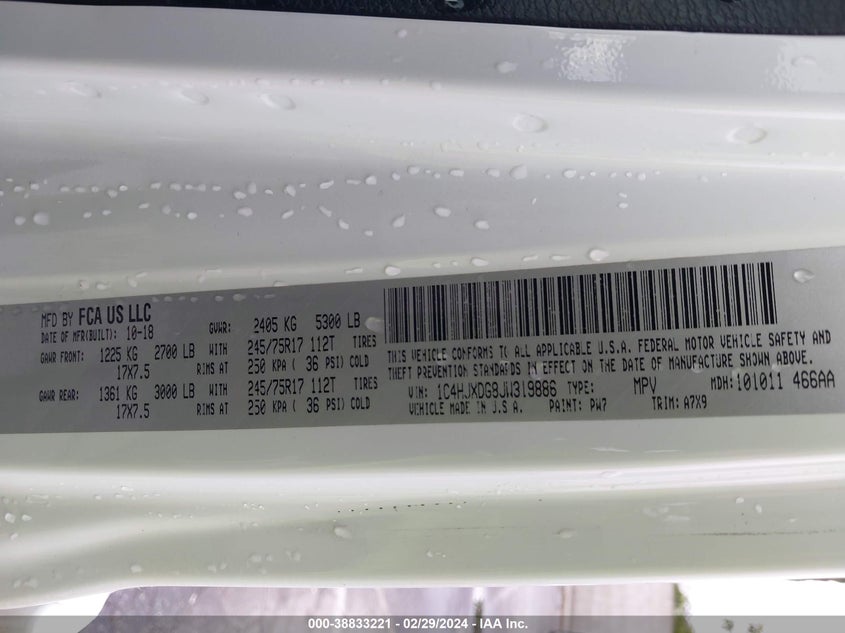 MFD BY FCA US LLC
DATE OF MFR(BUILT): 10-18 GVWR: 2405 KG 5300 LB
GAWR FRONT: 1225 KG 2700 LB WITH 245/75R17 112T TIRES
17X7.5 RIMS AT 250 KPA ( 36 PSI) COLD
GAWR REAR: 1361 KG 3000 LB WITH 245/75R17 112T TIRES
17X7.5 RIMS AT 250 KPA ( 36 PSI) COLD
THIS VEHICLE CONFORMS TO ALL APPLICABLE U.S.A. FEDERAL MOTOR VEHICLE SAFETY AND
THEFT PREVENTION STANDARDS IN EFFECT ON THE DATE OF MANUFACTURE SHOWN ABOVE.
VIN: 1C4HJXDG8JW319886 TYPE: MPV MDH:101011 466AA
VEHICLE MADE IN U.S.A. PAINT: PW7 TRIM: A7X9
000-38833221 - 02/29/2024 - IAA Inc.